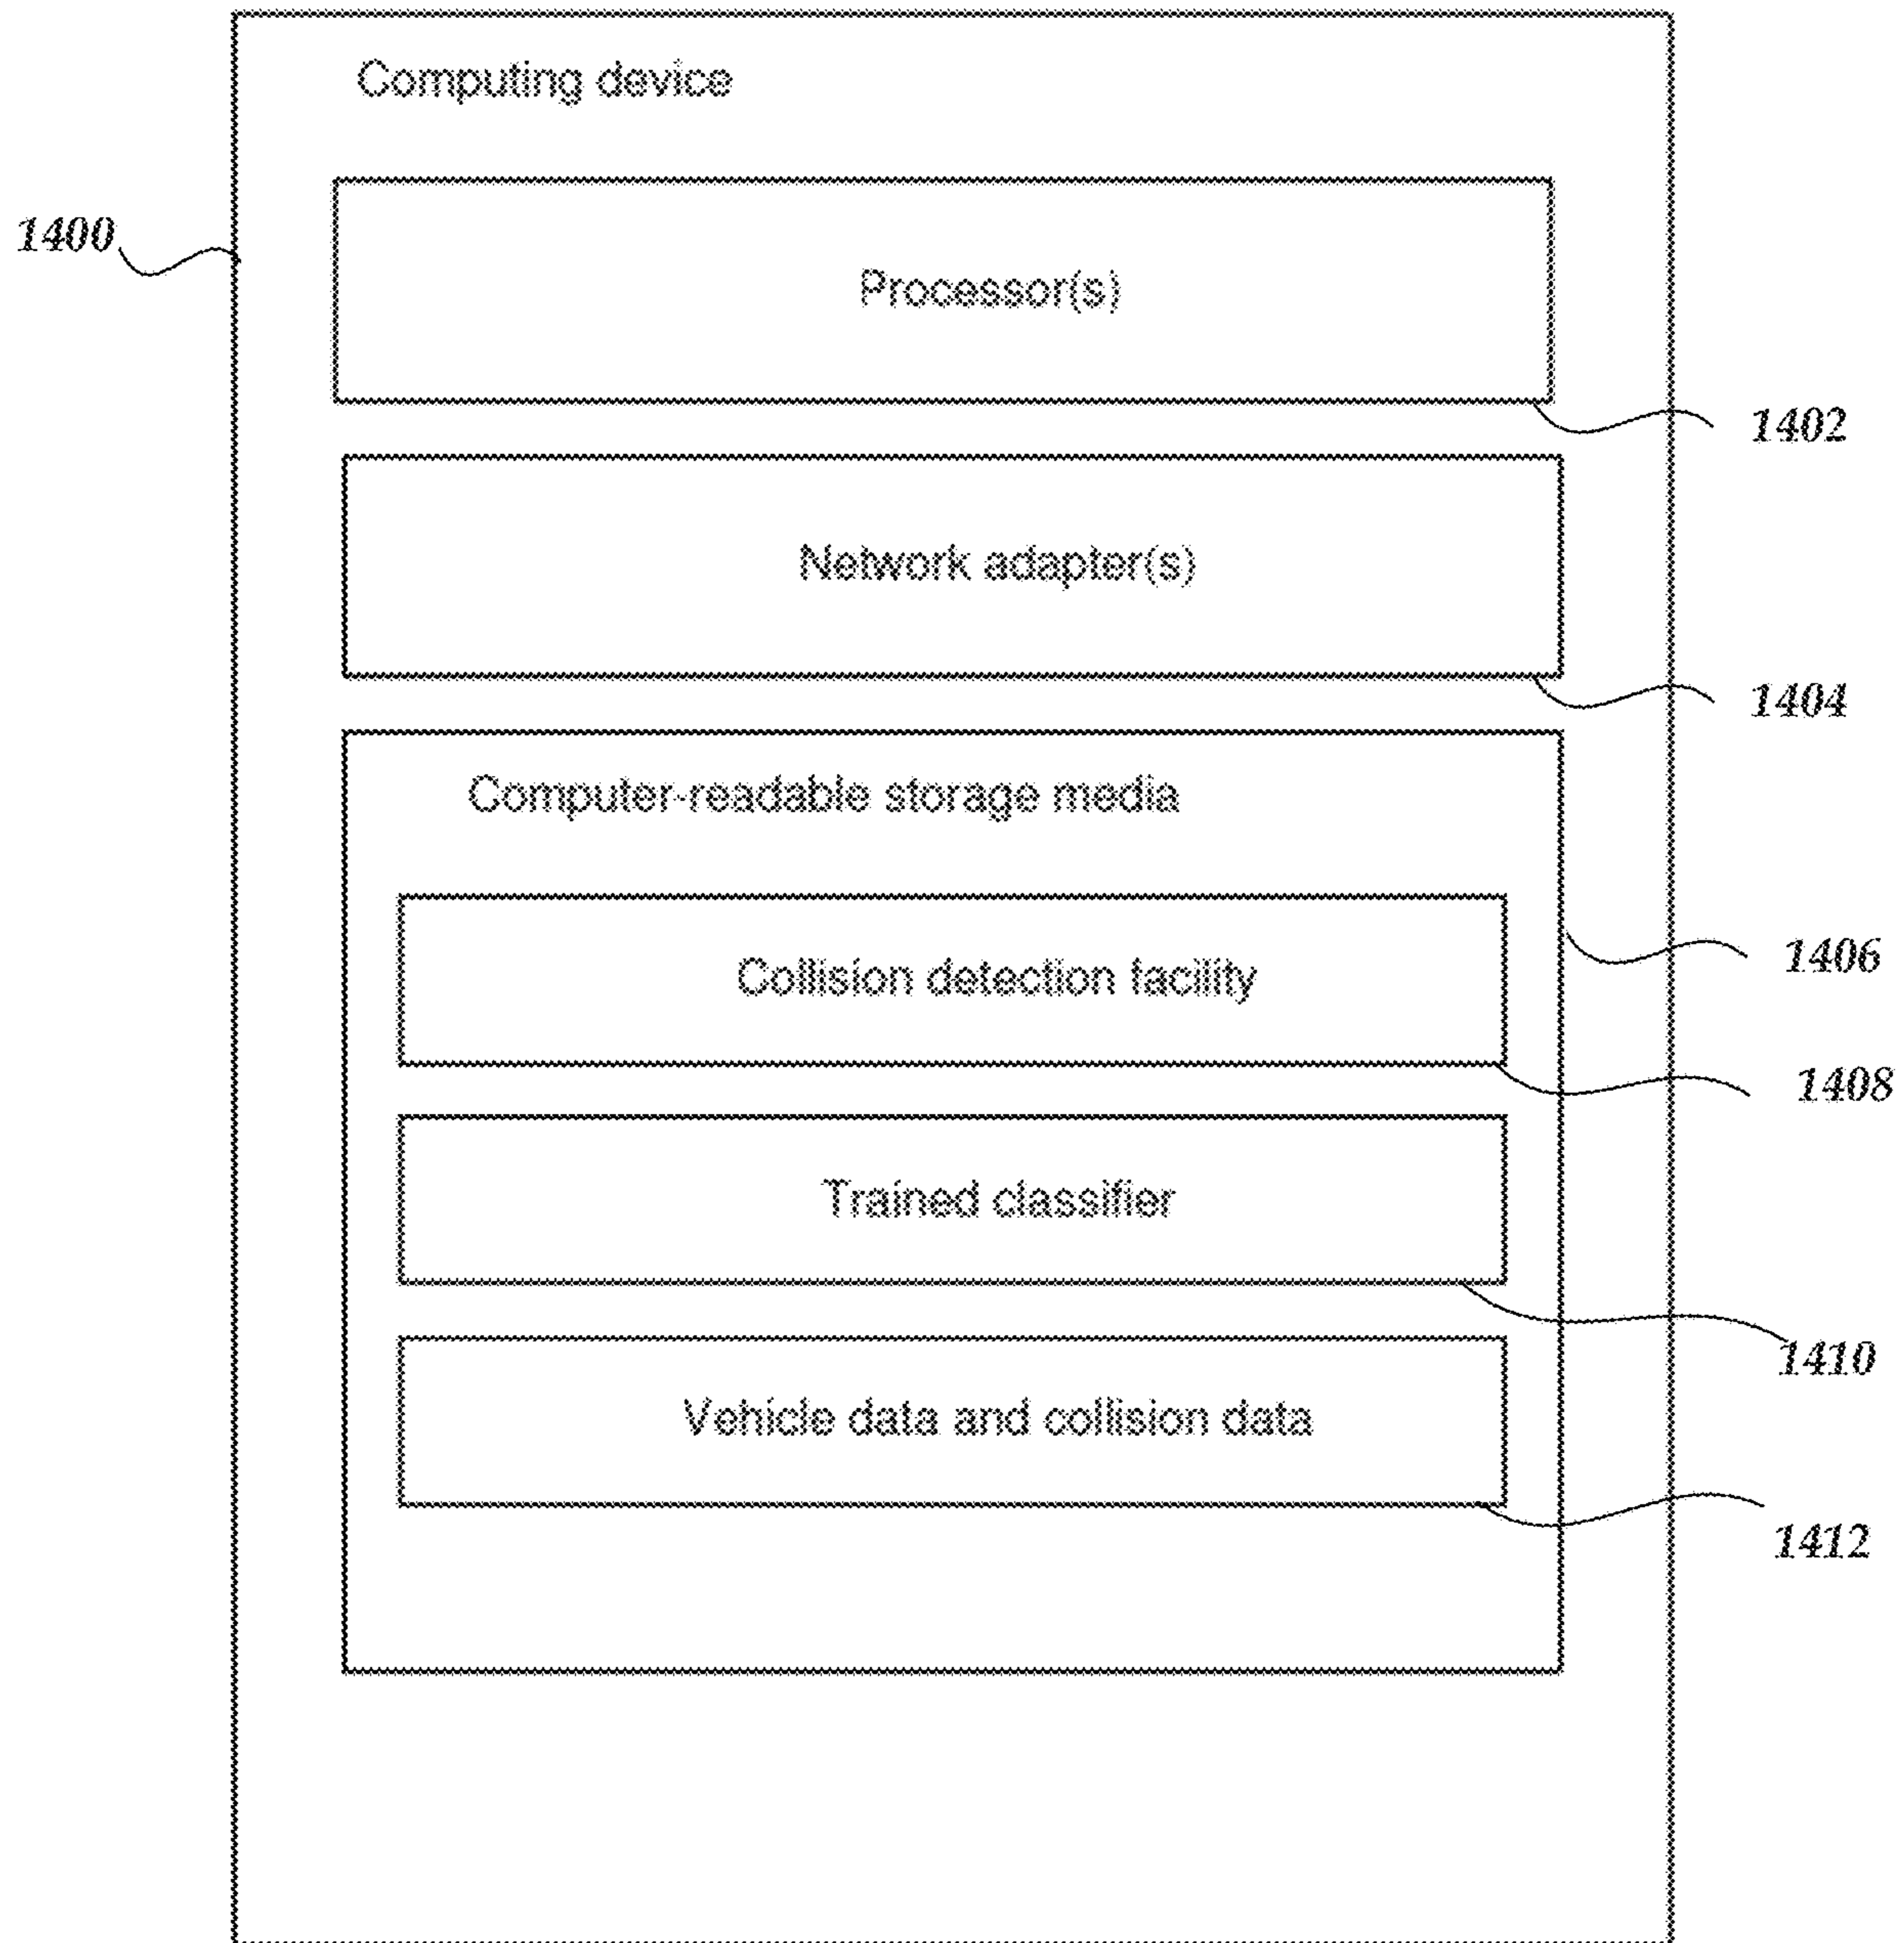 Computing device
1400
Processor(s)
1402
Network adapter(s)
1404
Computer-readable storage media
1406
Collision detection facility
1408
Trained classifier
1410
Vehicle data and collision data
1412